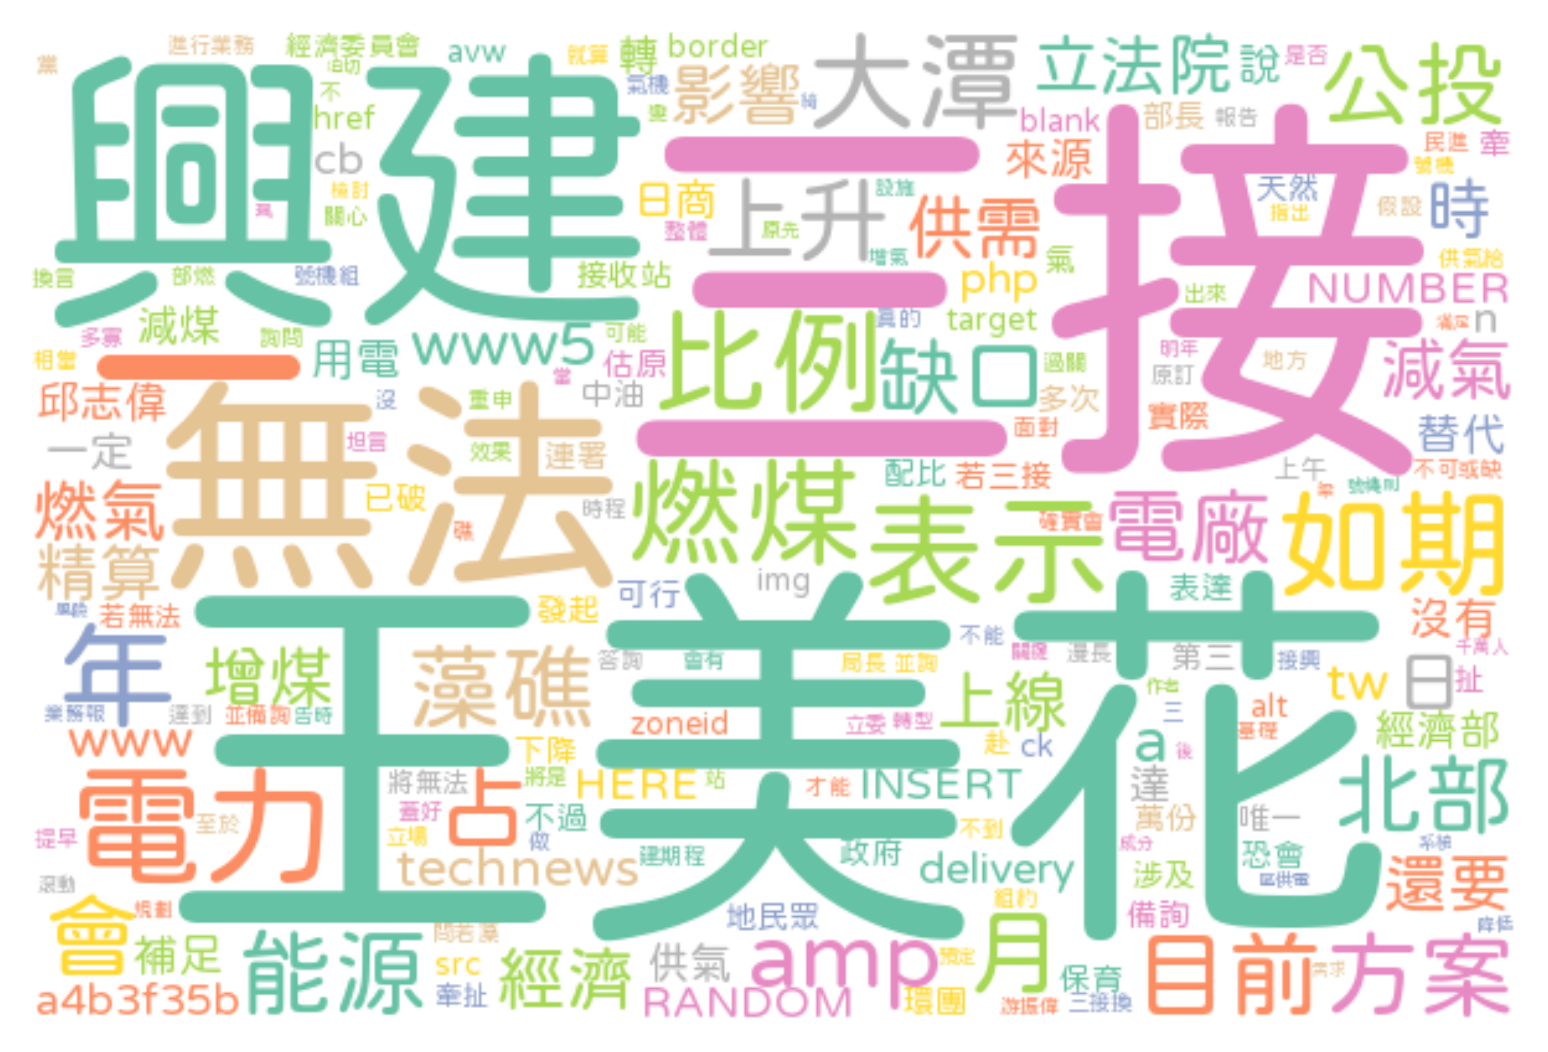 黨
進行業務
經濟委員會
avw
就算
轉
border
大潭
立法院
說
是否
公投
興建
不
href
cb
檢討
關心
氣機
影響
blank
部長
報告
來源
民進
牽
號機
三接
日商
整體
上升
設施
原先
增氣
供需
天然
指出
假設
時
換言
部燃
號機組
接收站
php
氣
出來
供氣給
NUMBER
減煤
多寡
詢問
用電
www5
可能
估原
比例
真的
target
n
相當
一
邱志偉
沒
重申
當
中油
缺口
過關
多次
明年
原訂
地方
減氣
一定
無法
坦言
效果
連署
面對
實際
替代
已破
時程
礁
燃煤
配比
若三接
上午
不可或缺
燃氣
精算
表示
確實會
電廠
如期
img
可行
表達
若無法
發起
沒有
年
增煤
藻礁
答詢
會有
局長
並詢
不能
漫長
第三
接興
千萬人
王美花
業務報
達到
並備詢
告時
zoneid
立委
轉型
上線
作者
三
alt
基礎
tw
日
扯
經濟部
www
下降
赴
ck
a
後
電力
將無法
占
將是
HERE
站
才能
INSERT
達
北部
蓋好
不過
提早
至於
立場
做
不到
萬份
唯一
成分
technews
建期程
政府
delivery
涉及
恐會
還要
滾動
規劃
會
地民眾
組約
備詢
補足
能源
src
經濟
供氣
amp
預定
月
保育
目前
需求
方案
a4b3f35b
牽扯
RANDOM
環團
游振偉
三接換